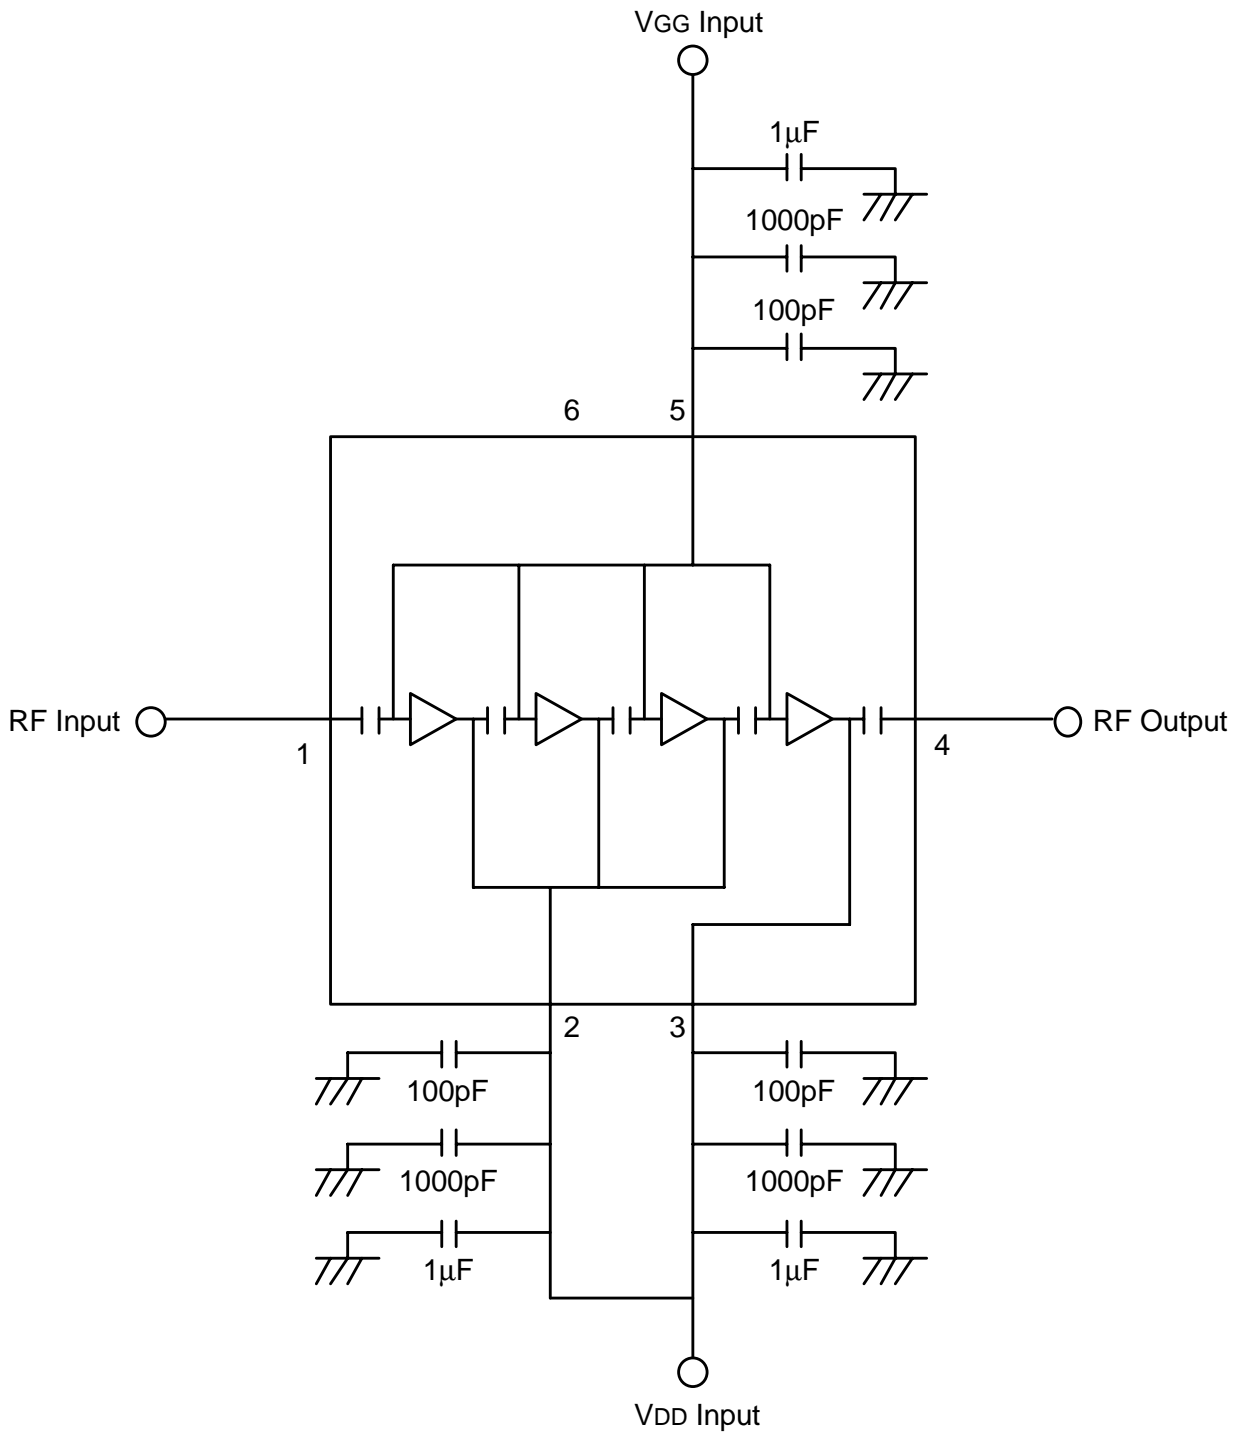 VGG Input
1μF
1000pF
100pF
6 5
RF Input
RF Output
1
4
2 3
100pF 100pF
1000pF 1000pF
1μF 1μF
VDD Input